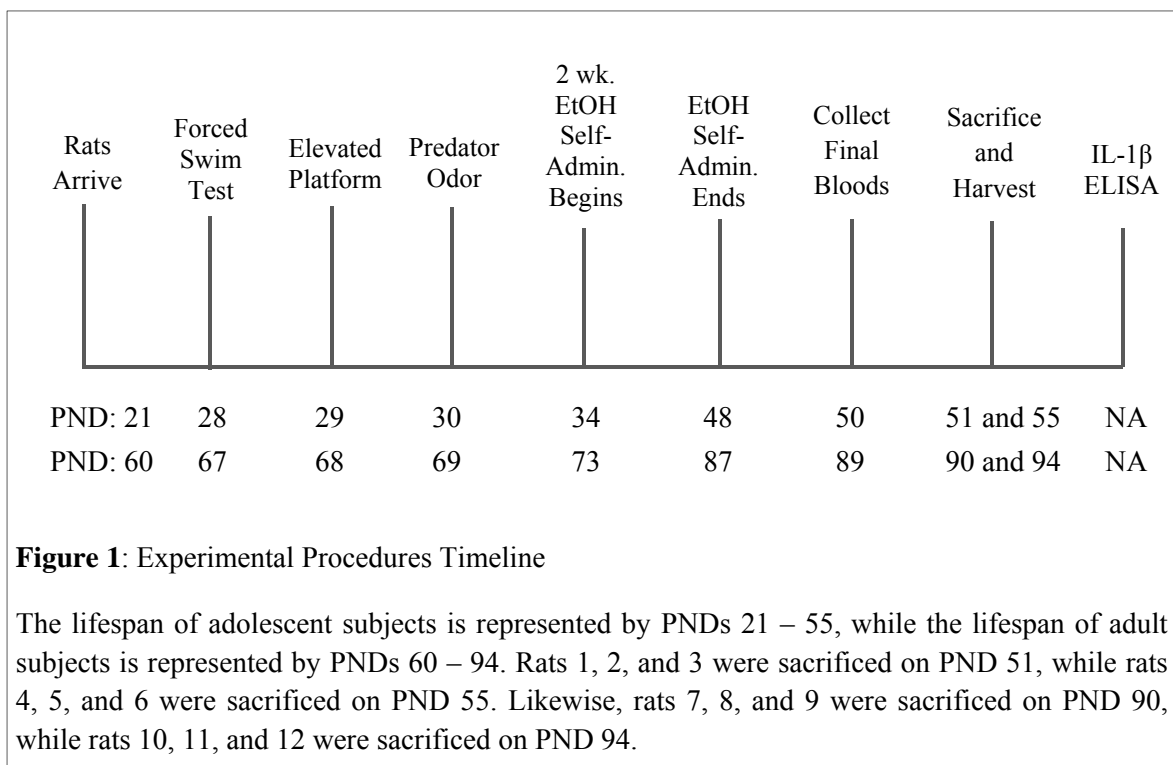 Rats Arrive
Forced Swim Test
Elevated Platform
Predator Odor
2 wk. EtOH Self-Admin. Begins
EtOH Self-Admin. Ends
Collect Final Bloods
Sacrifice and Harvest
IL-1β ELISA
PND: 21 28 29 30 34 48 50 51 and 55 NA
PND: 60 67 68 69 73 87 89 90 and 94 NA
Figure 1: Experimental Procedures Timeline
The lifespan of adolescent subjects is represented by PNDs 21 – 55, while the lifespan of adult
subjects is represented by PNDs 60 – 94. Rats 1, 2, and 3 were sacrificed on PND 51, while rats
4, 5, and 6 were sacrificed on PND 55. Likewise, rats 7, 8, and 9 were sacrificed on PND 90,
while rats 10, 11, and 12 were sacrificed on PND 94.